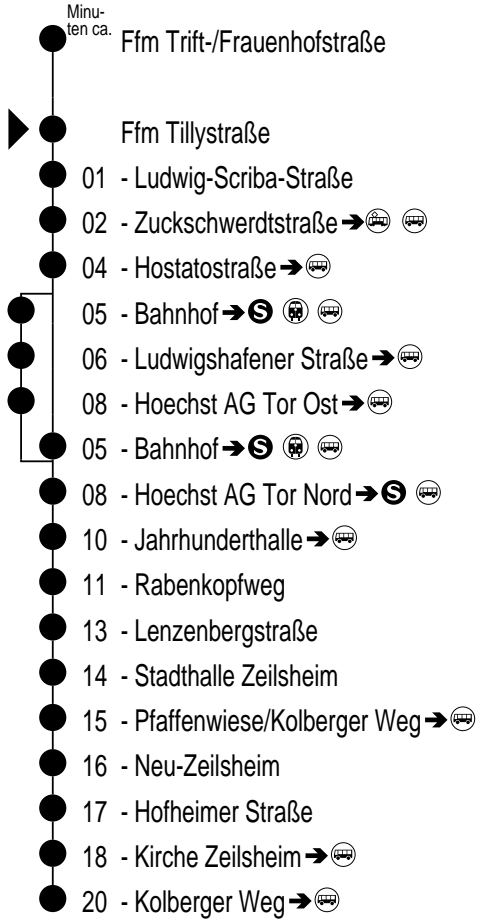 Minu-
ten ca.
Ffm Trift-/Frauenhofstraße
Ffm Tillystraße
01 - Ludwig-Scriba-Straße
02 - Zuckschwerdtstraße ➔
04 - Hostatostraße ➔
05 - Bahnhof ➔ S
06 - Ludwigshafener Straße ➔
08 - Hoechst AG Tor Ost ➔
05 - Bahnhof ➔ S
08 - Hoechst AG Tor Nord ➔ S
10 - Jahrhunderthalle ➔
11 - Rabenkopfweg
13 - Lenzenbergstraße
14 - Stadthalle Zeilsheim
15 - Pfaffenwiese/Kolberger Weg ➔
16 - Neu-Zeilsheim
17 - Hofheimer Straße
18 - Kirche Zeilsheim ➔
20 - Kolberger Weg ➔